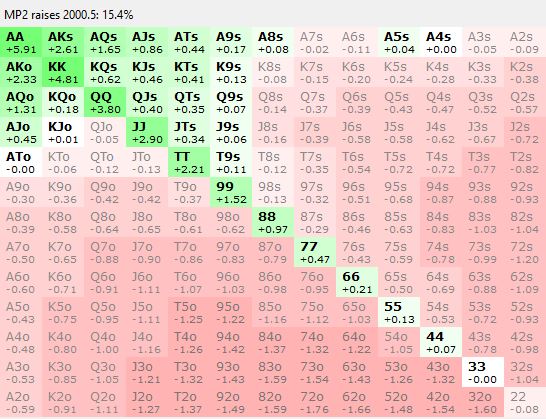 MP2 raises 2000.5: 15.4%
AA AKs AQs AJs ATs A9s A8s A7s A6s A5s A4s A3s A2s
+5.91 +2.61 +1.65 +0.86 +0.44 +0.17 +0.08 -0.02 -0.11 +0.04 +0.00 -0.05 -0.09
AKo KK KQs KJs KTs K9s K8s K7s K6s K5s K4s K3s K2s
+2.33 +4.81 +0.62 +0.46 +0.41 +0.13 -0.08 -0.15 -0.20 -0.24 -0.28 -0.33 -0.38
AQo KQo QQ QJs QTs Q9s Q8s Q7s Q6s Q5s Q4s Q3s Q2s
+1.31 +0.18 +3.80 +0.40 +0.35 +0.07 -0.14 -0.37 -0.39 -0.43 -0.47 -0.52 -0.57
AJo KJo QJo JJ JTs J9s J8s J7s J6s J5s J4s J3s J2s
+0.45 +0.01 -0.05 +2.90 +0.34 +0.06 -0.16 -0.39 -0.58 -0.58 -0.62 -0.67 -0.72
ATo KTo QTo JTo TT T9s T8s T7s T6s T5s T4s T3s T2s
-0.00 -0.06 -0.12 -0.13 +2.21 +0.11 -0.12 -0.35 -0.54 -0.72 -0.72 -0.77 -0.82
A9o K9o Q9o J9o T9o 99 98s 97s 96s 95s 94s 93s 92s
-0.30 -0.36 -0.42 -0.42 -0.37 +1.52 -0.13 -0.32 -0.51 -0.68 -0.87 -0.88 -0.93
A8o K8o Q8o J8o T8o 98o 88 87s 86s 85s 84s 83s 82s
-0.39 -0.58 -0.64 -0.65 -0.61 -0.62 +0.97 -0.29 -0.46 -0.63 -0.83 -1.03 -1.04
A7o K7o Q7o J7o T7o 97o 87o 77 76s 75s 74s 73s 72s
-0.50 -0.65 -0.88 -0.90 -0.86 -0.83 -0.79 +0.47 -0.43 -0.59 -0.78 -0.99 -1.20
A6o K6o Q6o J6o T6o 96o 86o 76o 66 65s 64s 63s 62s
-0.60 -0.71 -0.91 -1.11 -1.07 -1.03 -0.98 -0.95 +0.21 -0.50 -0.69 -0.88 -1.09
A5o K5o Q5o J5o T5o 95o 85o 75o 65o 55 54s 53s 52s
-0.43 -0.75 -0.95 -1.11 -1.25 -1.22 -1.16 -1.12 -1.03 +0.13 -0.53 -0.72 -0.93
A4o K4o Q4o J4o T4o 94o 84o 74o 64o 54o 44 43s 42s
-0.48 -0.80 -1.00 -1.16 -1.26 -1.42 -1.37 -1.32 -1.22 -1.05 +0.07 -0.78 -0.98
A3o K3o Q3o J3o T3o 93o 83o 73o 63o 53o 43o 33 32s
-0.53 -0.85 -1.05 -1.21 -1.32 -1.43 -1.59 -1.54 -1.43 -1.26 -1.32 -0.00 -1.04
A2o K2o Q2o J2o T2o 92o 82o 72o 62o 52o 42o 32o 22
-0.59 -0.91 -1.11 -1.27 -1.37 -1.49 -1.59 -1.76 -1.66 -1.48 -1.54 -1.60 -0.08